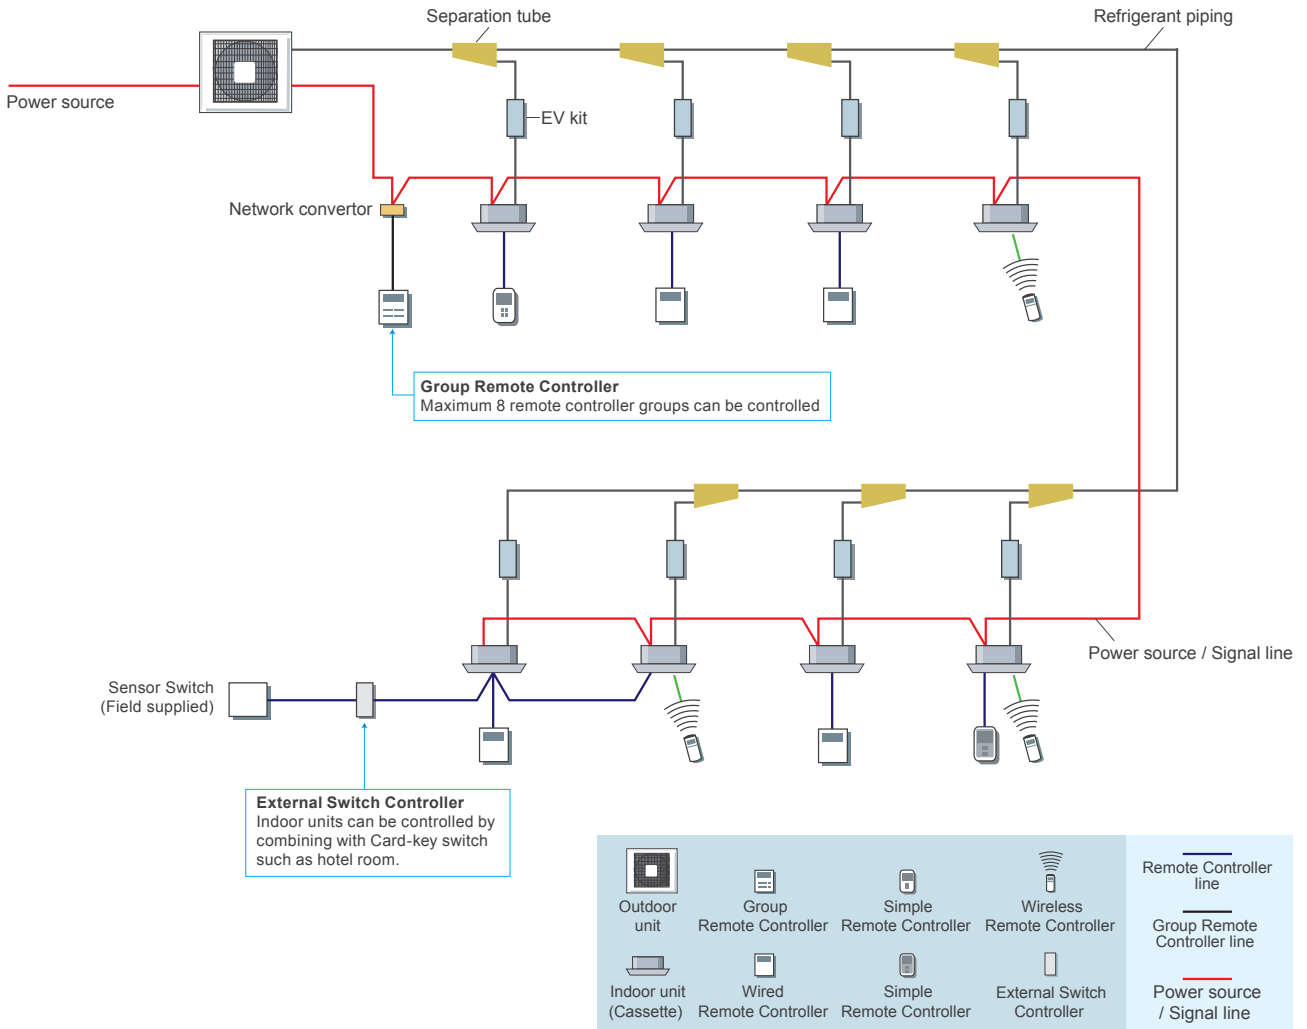 Separation tube
Refrigerant piping
Power source
EV kit
Network convertor
Group Remote Controller
Maximum 8 remote controller groups can be controlled
Power source / Signal line
Sensor Switch
(Field supplied)
External Switch Controller
Indoor units can be controlled by
combining with Card-key switch
such as hotel room.
Outdoor
unit
Group
Remote Controller
Simple
Remote Controller
Wireless
Remote Controller
Indoor unit
(Cassette)
Wired
Remote Controller
Simple
Remote Controller
External Switch
Controller
Remote Controller
line
Group Remote
Controller line
Power source
/ Signal line